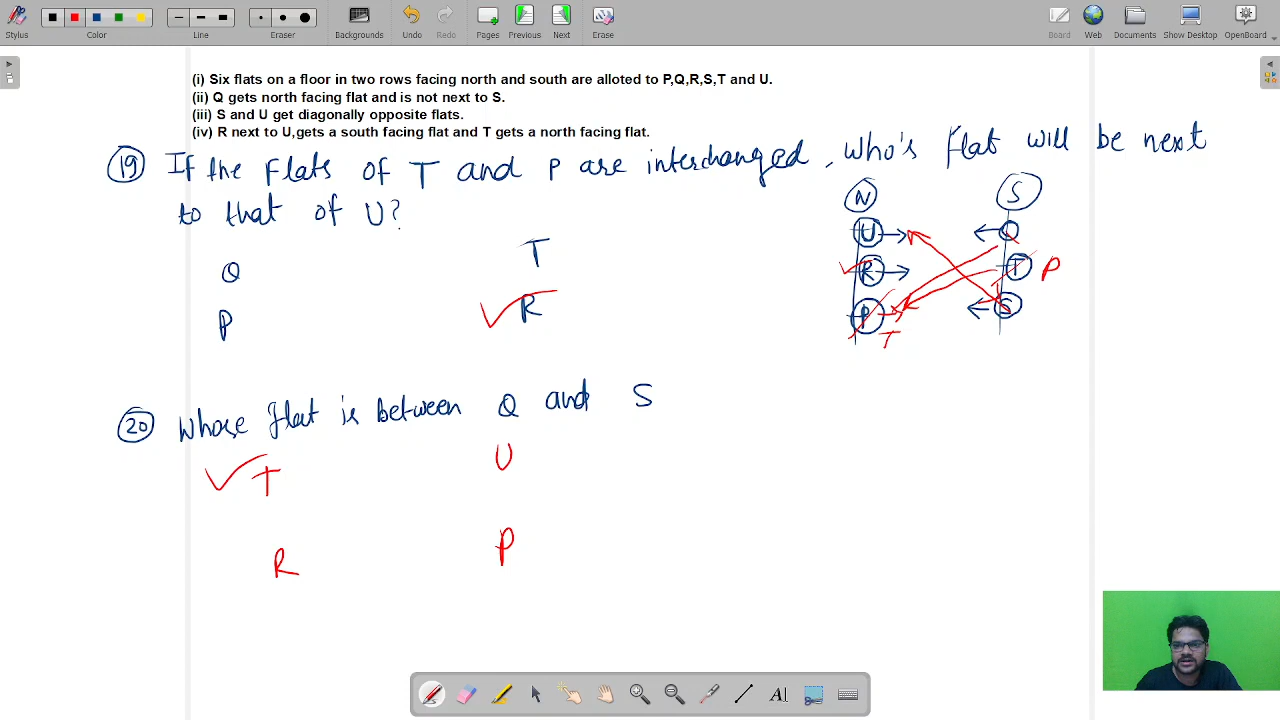 Stylus Color Line Eraser Backgrounds Undo Redo Pages Previous Next Erase Board Web Documents Show Desktop OpenBoard
(i) Six flats on a floor in two rows facing north and south are alloted to P,Q,R,S,T and U.
(ii) Q gets north facing flat and is not next to S.
(iii) S and U get diagonally opposite flats.
(iv) R next to U,gets a south facing flat and T gets a north facing flat.
19 If the flats of T and P are interchanged, who's flat will be next
to that of U?
N S
U Q
R T P
P S
T
Q T
P R
20 Whose flat is between Q and S
T U
R P
AI